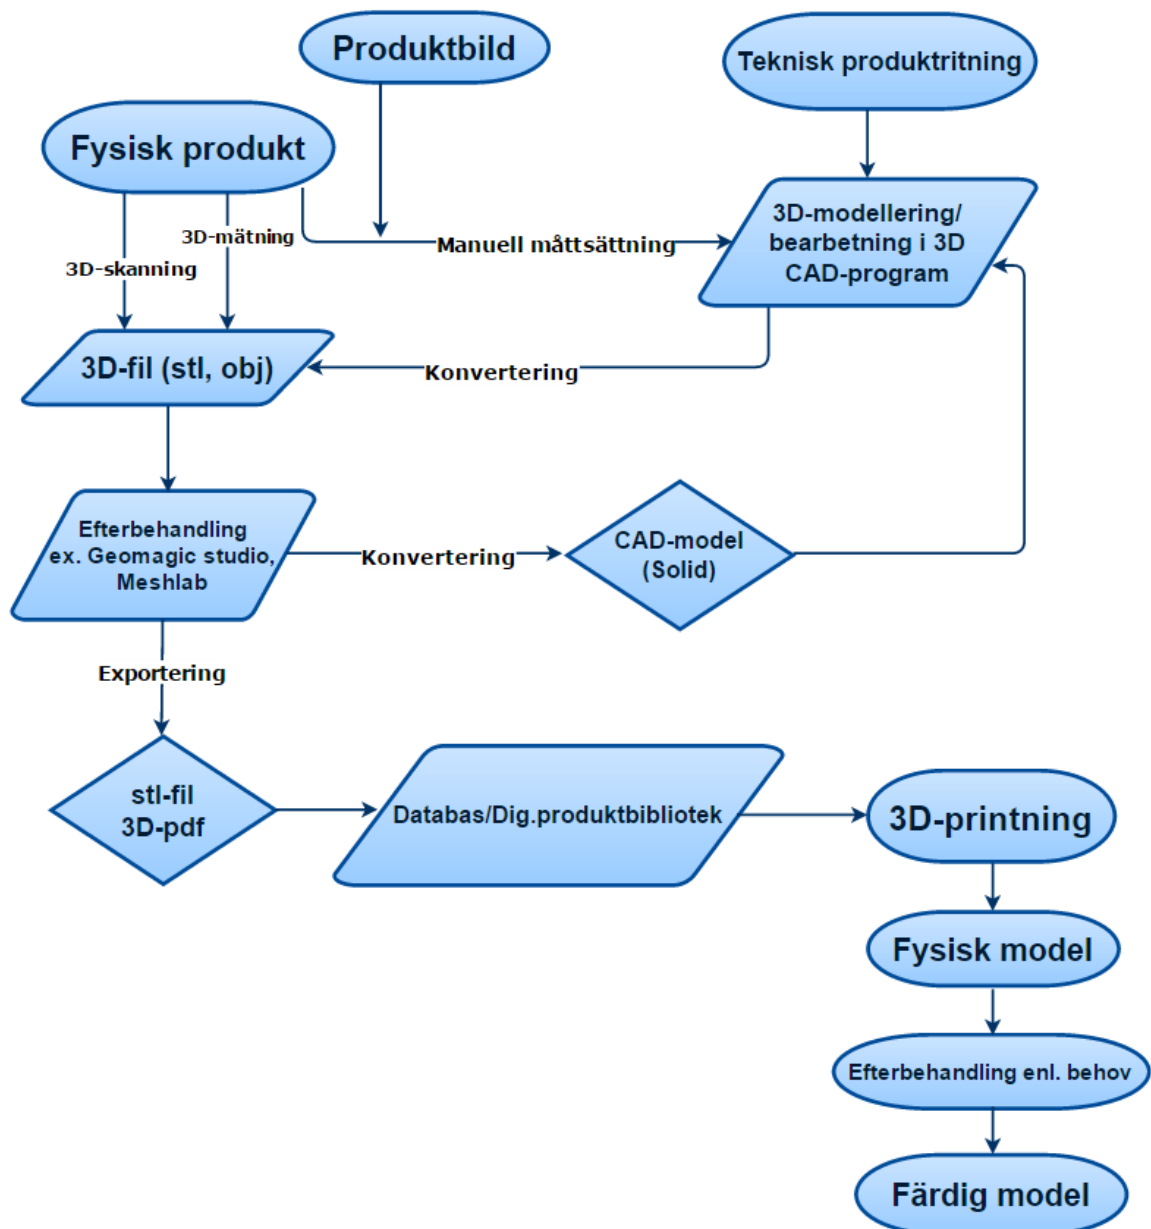 Produktbild
Teknisk produktritning
Fysisk produkt
3D-mätning
3D-skanning
Manuell måttsättning
3D-modellering/
bearbetning i 3D
CAD-program
3D-fil (stl, obj)
Konvertering
Efterbehandling
ex. Geomagic studio,
Meshlab
Konvertering
CAD-model
(Solid)
Exportering
stl-fil
3D-pdf
Databas/Dig.produktbibliotek
3D-printning
Fysisk model
Efterbehandling enl. behov
Färdig model